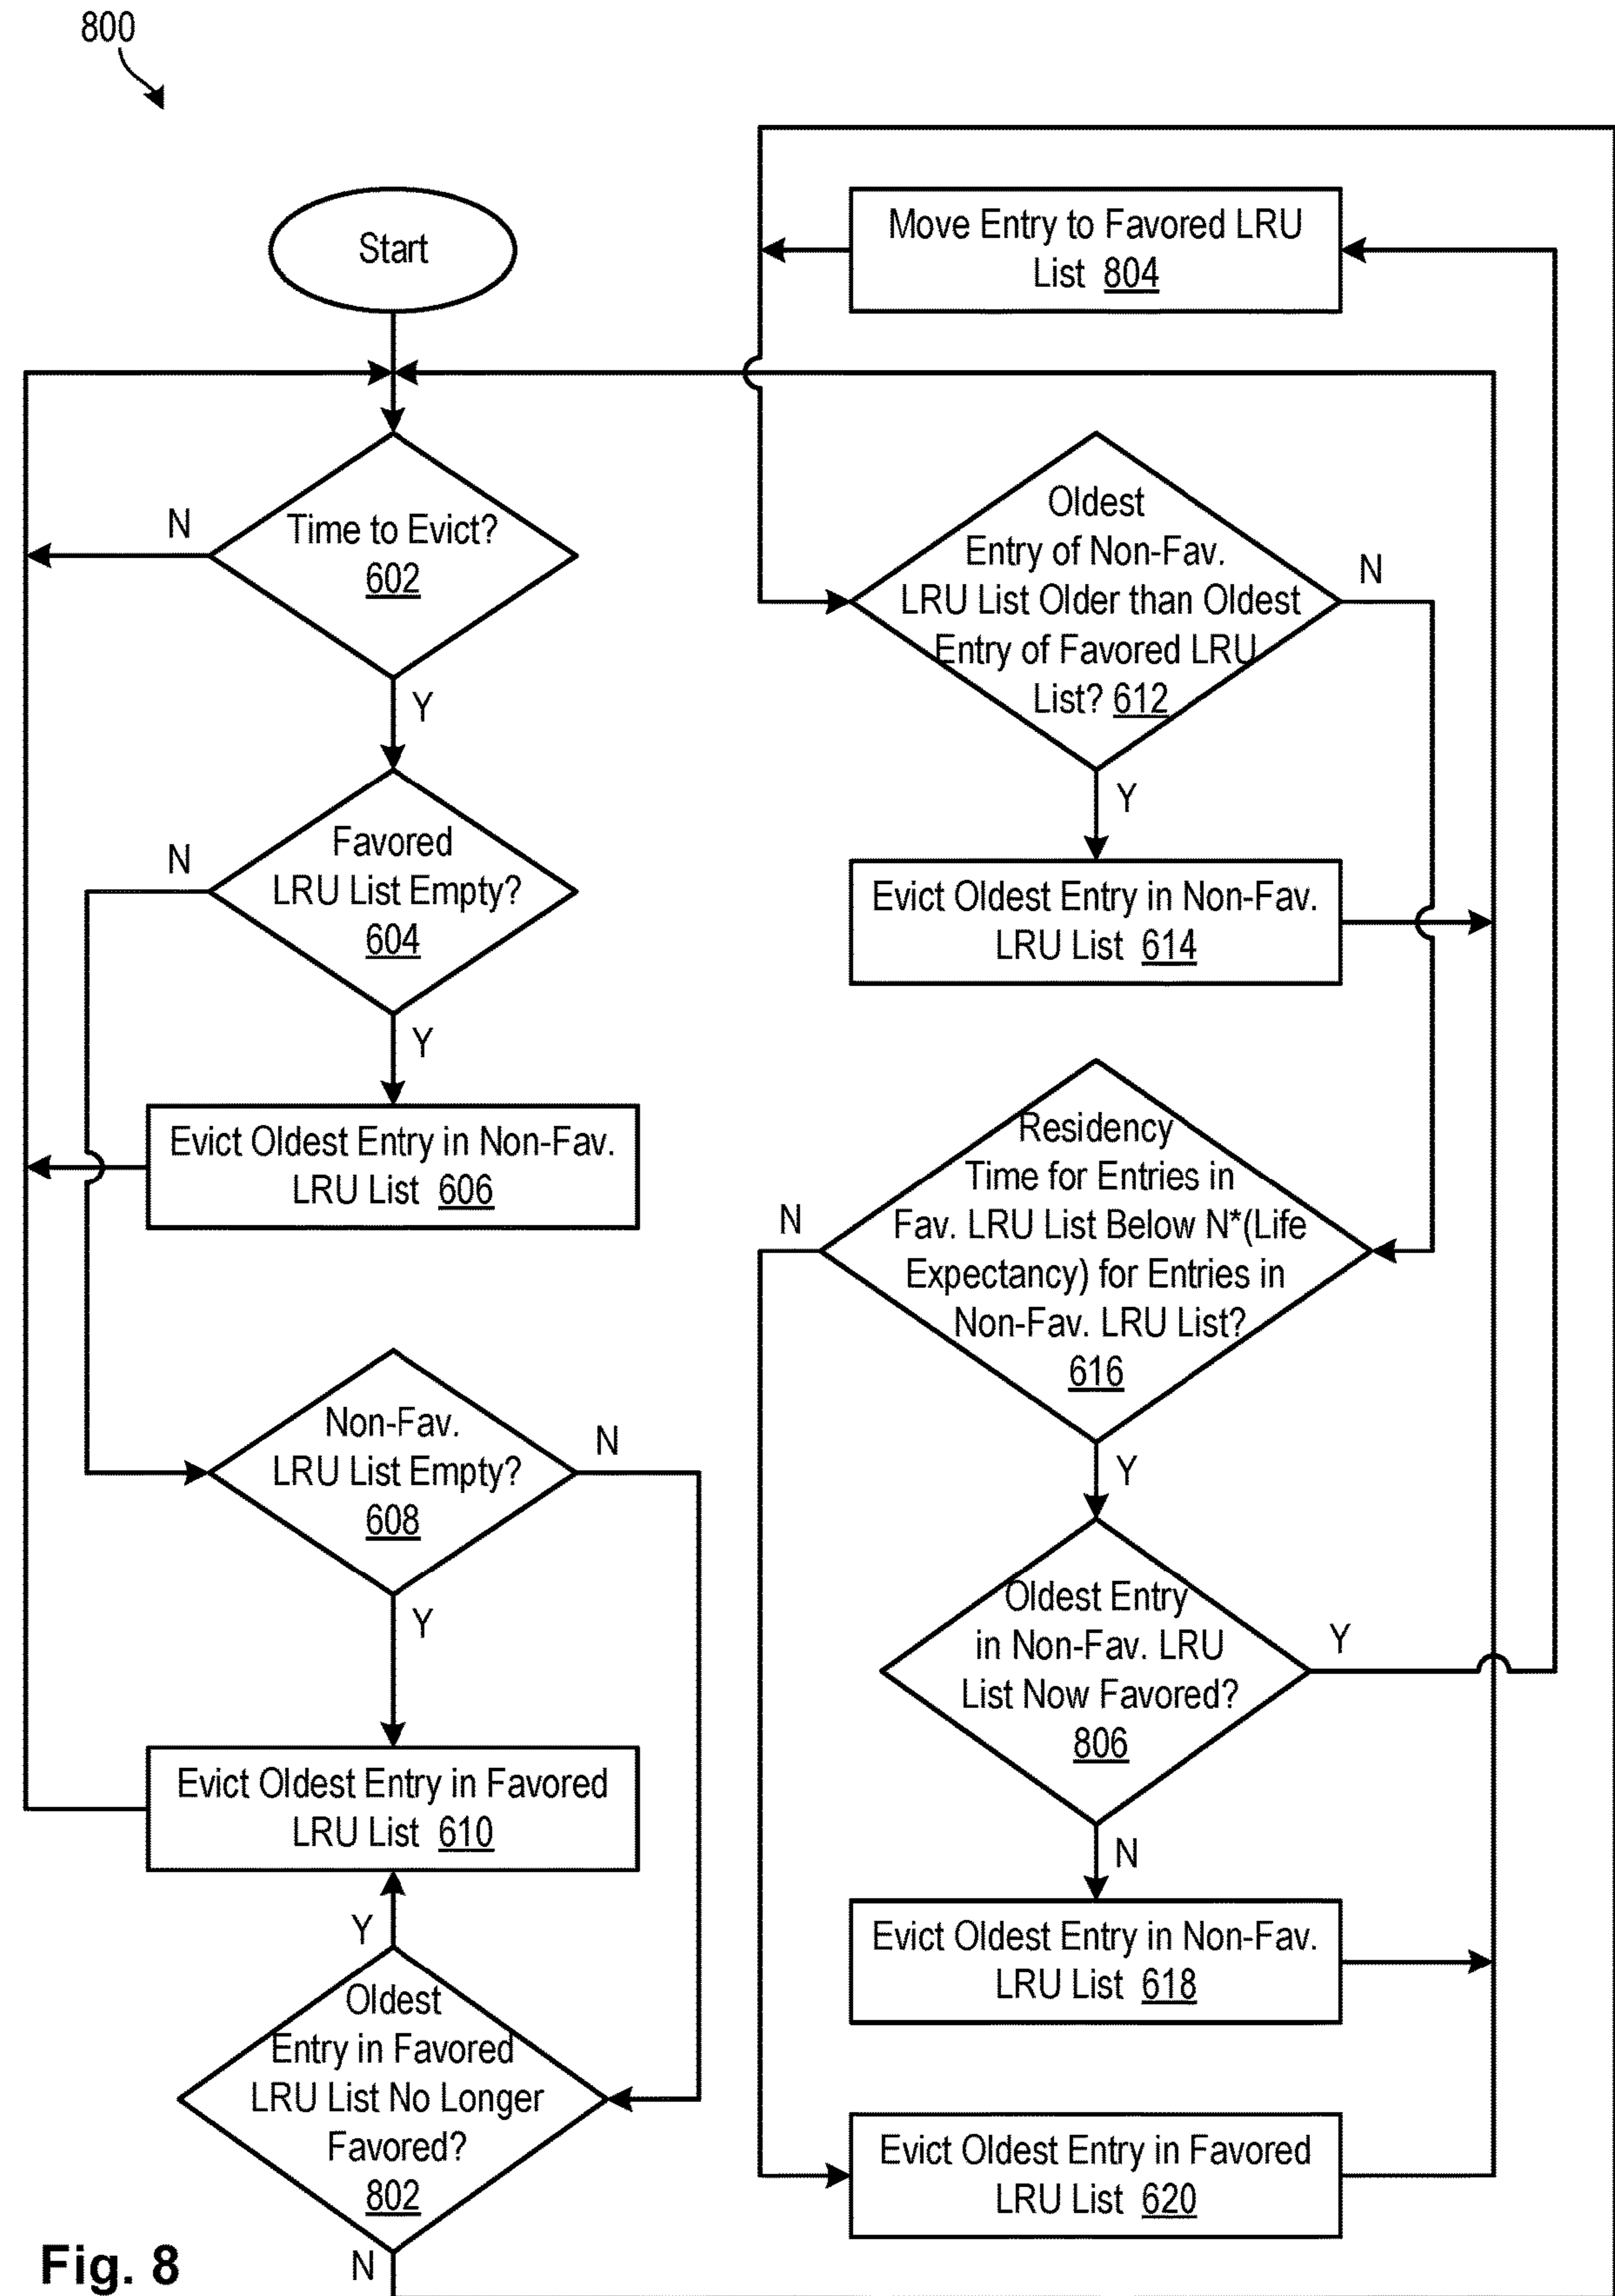 800
Start
Time to Evict?
602
N
Y
Favored
LRU List Empty?
604
N
Y
Evict Oldest Entry in Non-Fav.
LRU List 606
Non-Fav.
LRU List Empty?
608
N
Y
Evict Oldest Entry in Favored
LRU List 610
Y
Oldest
Entry in Favored
LRU List No Longer
Favored?
802
N
Move Entry to Favored LRU
List 804
Oldest
Entry of Non-Fav.
LRU List Older than Oldest
Entry of Favored LRU
List? 612
N
Y
Evict Oldest Entry in Non-Fav.
LRU List 614
Residency
Time for Entries in
Fav. LRU List Below N*(Life
Expectancy) for Entries in
Non-Fav. LRU List?
616
N
Y
Oldest Entry
in Non-Fav. LRU
List Now Favored?
806
Y
N
Evict Oldest Entry in Non-Fav.
LRU List 618
Evict Oldest Entry in Favored
LRU List 620
Fig. 8